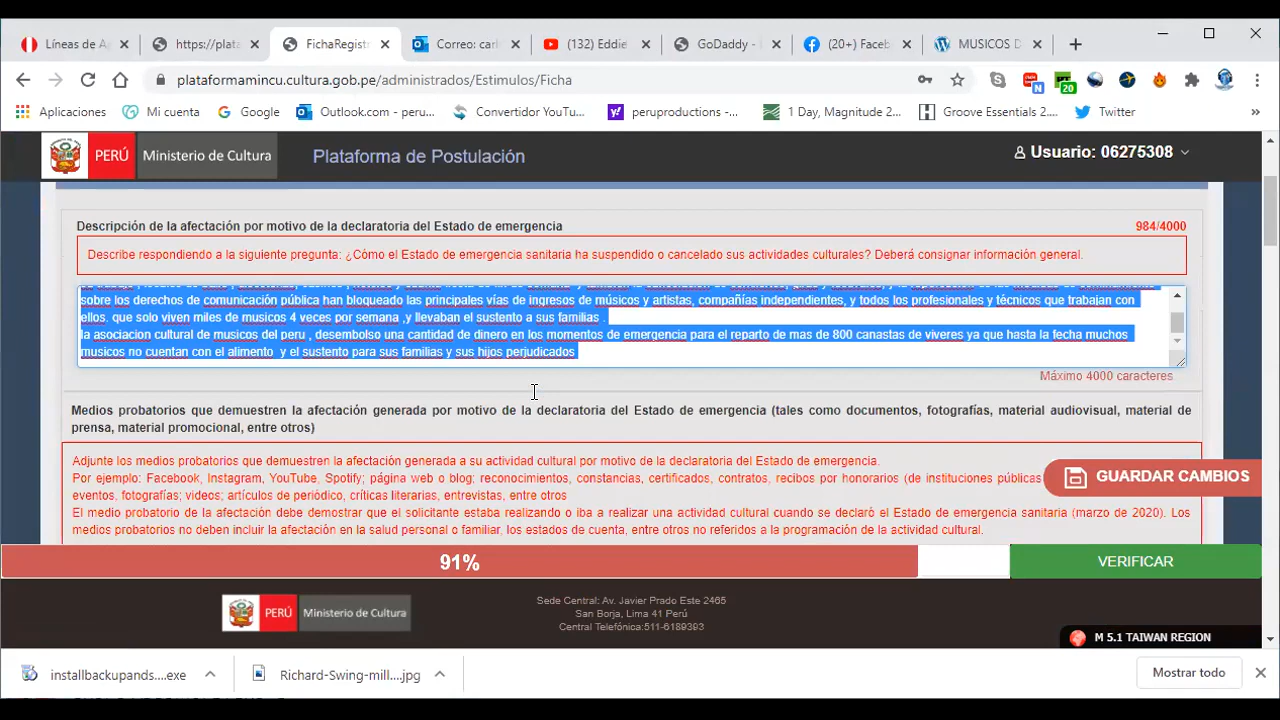 Líneas de A
https://plata
FichaRegistr
Correo: carl
(132) Eddie
GoDaddy -
(20+) Faceb
MUSICOS D
plataformamincu.cultura.gob.pe/administrados/Estimulos/Ficha
N
20
Aplicaciones
Mi cuenta
Google
Outlook.com - peru...
Convertidor YouTu...
peruproductions -...
1 Day, Magnitude 2...
Groove Essentials 2....
Twitter
»
PERÚ
Ministerio de Cultura
Plataforma de Postulación
Usuario: 06275308
Descripción de la afectación por motivo de la declaratoria del Estado de emergencia
984/4000
Describe respondiendo a la siguiente pregunta: ¿Cómo el Estado de emergencia sanitaria ha suspendido o cancelado sus actividades culturales? Deberá consignar información general.
sobre los derechos de comunicación pública han bloqueado las principales vías de ingresos de músicos y artistas, compañías independientes, y todos los profesionales y técnicos que trabajan con
ellos. que solo viven miles de musicos 4 veces por semana ,y llevaban el sustento a sus familias .
la asociacion cultural de musicos del peru , desembolso una cantidad de dinero en los momentos de emergencia para el reparto de mas de 800 canastas de viveres ya que hasta la fecha muchos
musicos no cuentan con el alimento y el sustento para sus familias y sus hijos perjudicados
Máximo 4000 caracteres
Medios probatorios que demuestren la afectación generada por motivo de la declaratoria del Estado de emergencia (tales como documentos, fotografías, material audiovisual, material de
prensa, material promocional, entre otros)
Adjunte los medios probatorios que demuestren la afectación generada a su actividad cultural por motivo de la declaratoria del Estado de emergencia.
Por ejemplo: Facebook, Instagram, YouTube, Spotify; página web o blog; reconocimientos, constancias, certificados, contratos, recibos por honorarios (de instituciones públicas
eventos, fotografías; videos; artículos de periódico, críticas literarias, entrevistas, entre otros
El medio probatorio de la afectación debe demostrar que el solicitante estaba realizando o iba a realizar una actividad cultural cuando se declaró el Estado de emergencia sanitaria (marzo de 2020). Los
medios probatorios no deben incluir la afectación en la salud personal o familiar, los estados de cuenta, entre otros no referidos a la programación de la actividad cultural.
GUARDAR CAMBIOS
91%
VERIFICAR
PERÚ
Ministerio de Cultura
Sede Central: Av. Javier Prado Este 2465
San Borja, Lima 41 Perú
Central Telefónica:511-6189393
M 5.1 TAIWAN REGION
installbackupands....exe
Richard-Swing-mill....jpg
Mostrar todo